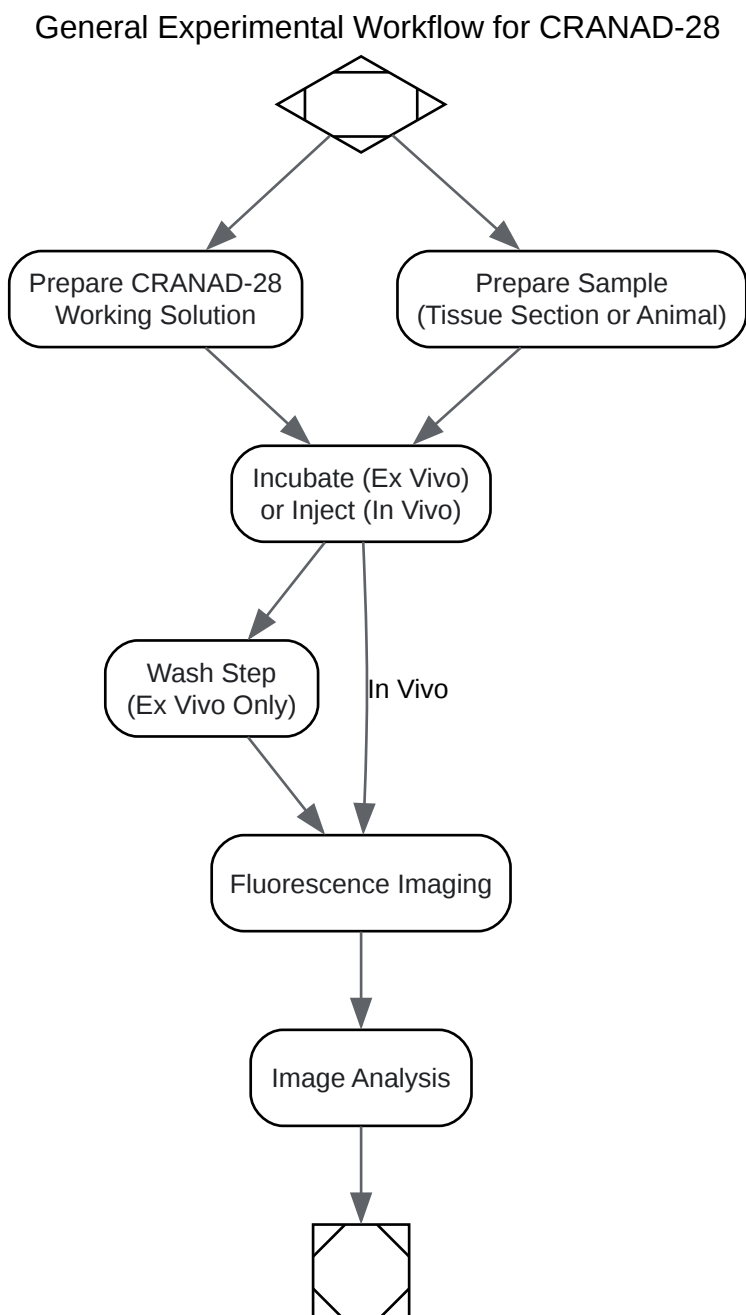 General Experimental Workflow for CRANAD-28
Prepare CRANAD-28
Working Solution
Prepare Sample
(Tissue Section or Animal)
Incubate (Ex Vivo)
or Inject (In Vivo)
Wash Step
(Ex Vivo Only)
In Vivo
Fluorescence Imaging
Image Analysis